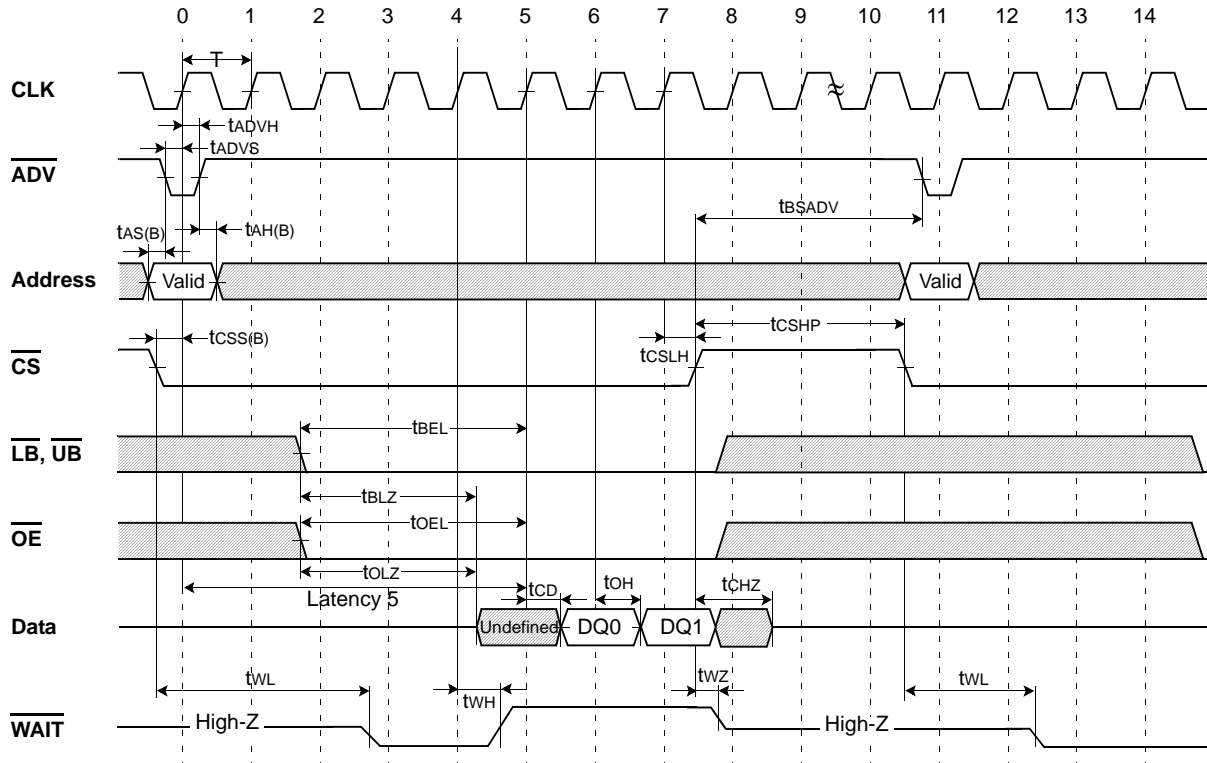 0 1 2 3 4 5 6 7 8 9 10 11 12 13 14
T
CLK
tADVH
tADVS
ADV
tBSADV
tAS(B) tAH(B)
Address Valid Valid
tCSS(B) tCSHP
tCSLH
CS
tBEL
LB, UB
tBLZ
tOEL
OE
tOLZ
Latency 5 tCD tOH tCHZ
Data Undefined DQ0 DQ1
tWL tWH tWZ tWL
WAIT High-Z High-Z